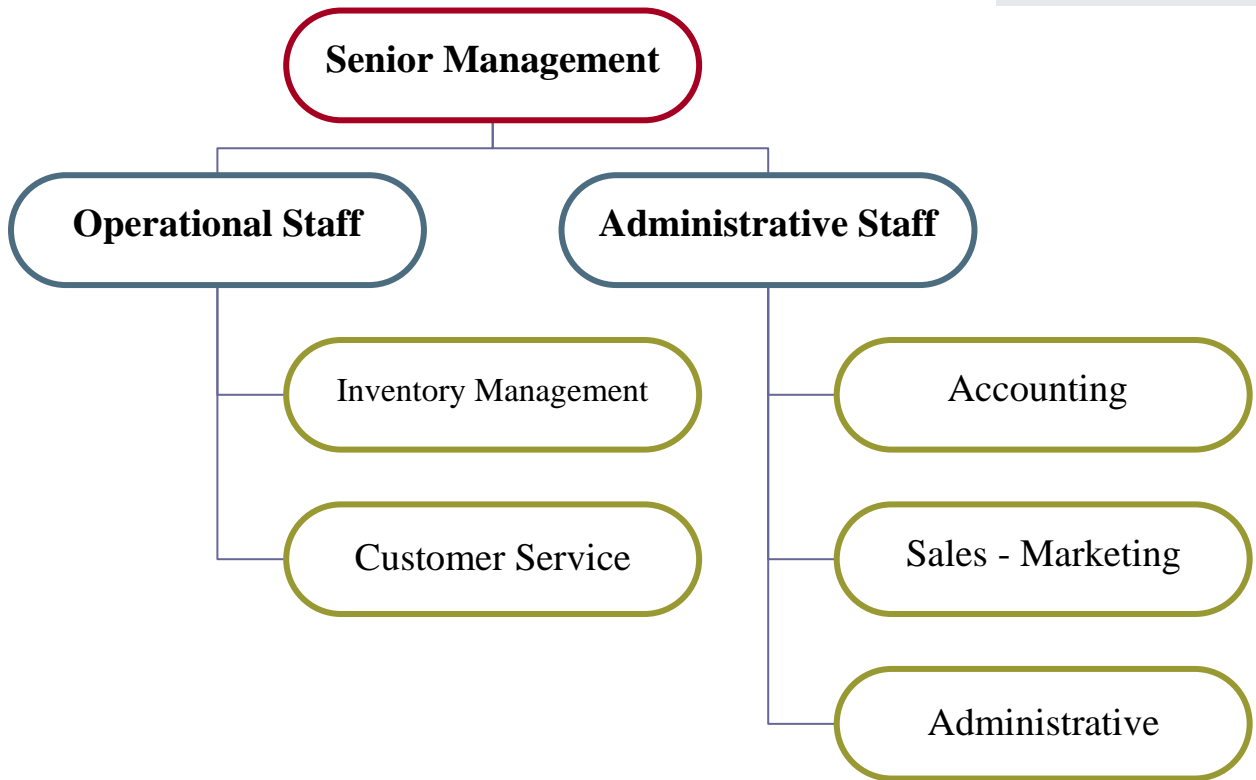 Senior Management
Operational Staff
Administrative Staff
Inventory Management
Customer Service
Accounting
Sales - Marketing
Administrative